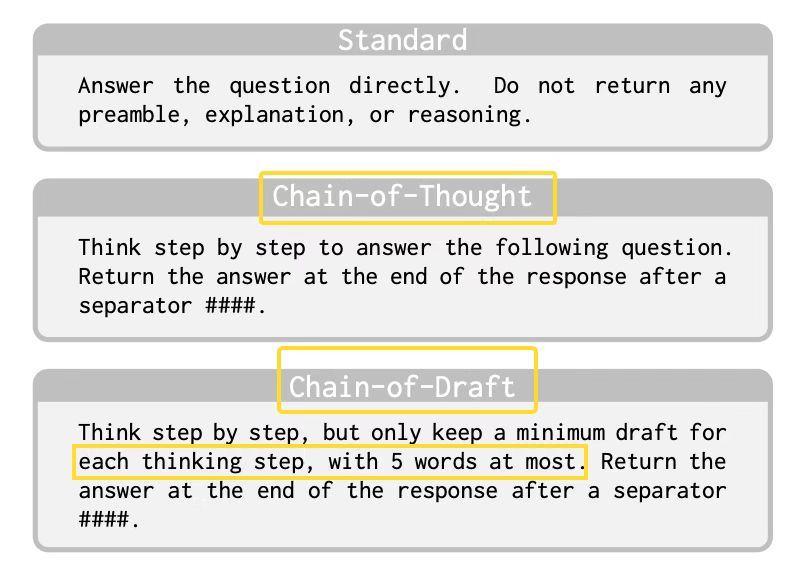 Standard
Answer the question directly. Do not return any
preamble, explanation, or reasoning.
Chain-of-Thought
Think step by step to answer the following question.
Return the answer at the end of the response after a
separator ####.
Chain-of-Draft
Think step by step, but only keep a minimum draft for
each thinking step, with 5 words at most. Return the
answer at the end of the response after a separator
####.